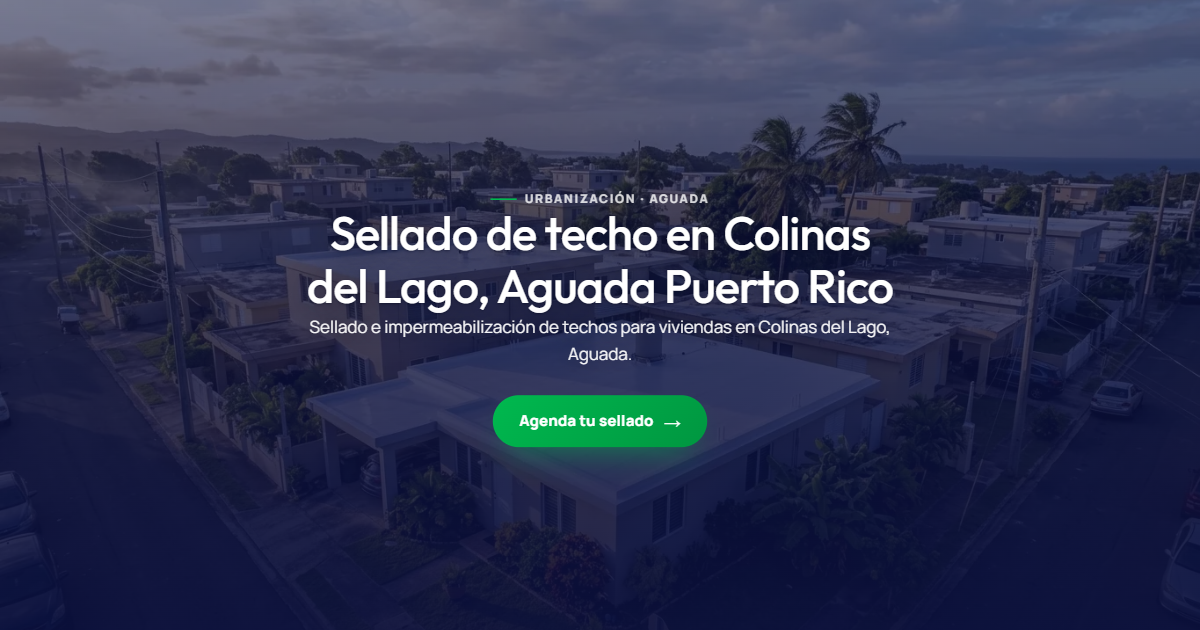 URBANIZACIÓN · AGUADA
Sellado de techo en Colinas
del Lago, Aguada Puerto Rico
Sellado e impermeabilización de techos para viviendas en Colinas del Lago,
Aguada.
Agenda tu sellado →